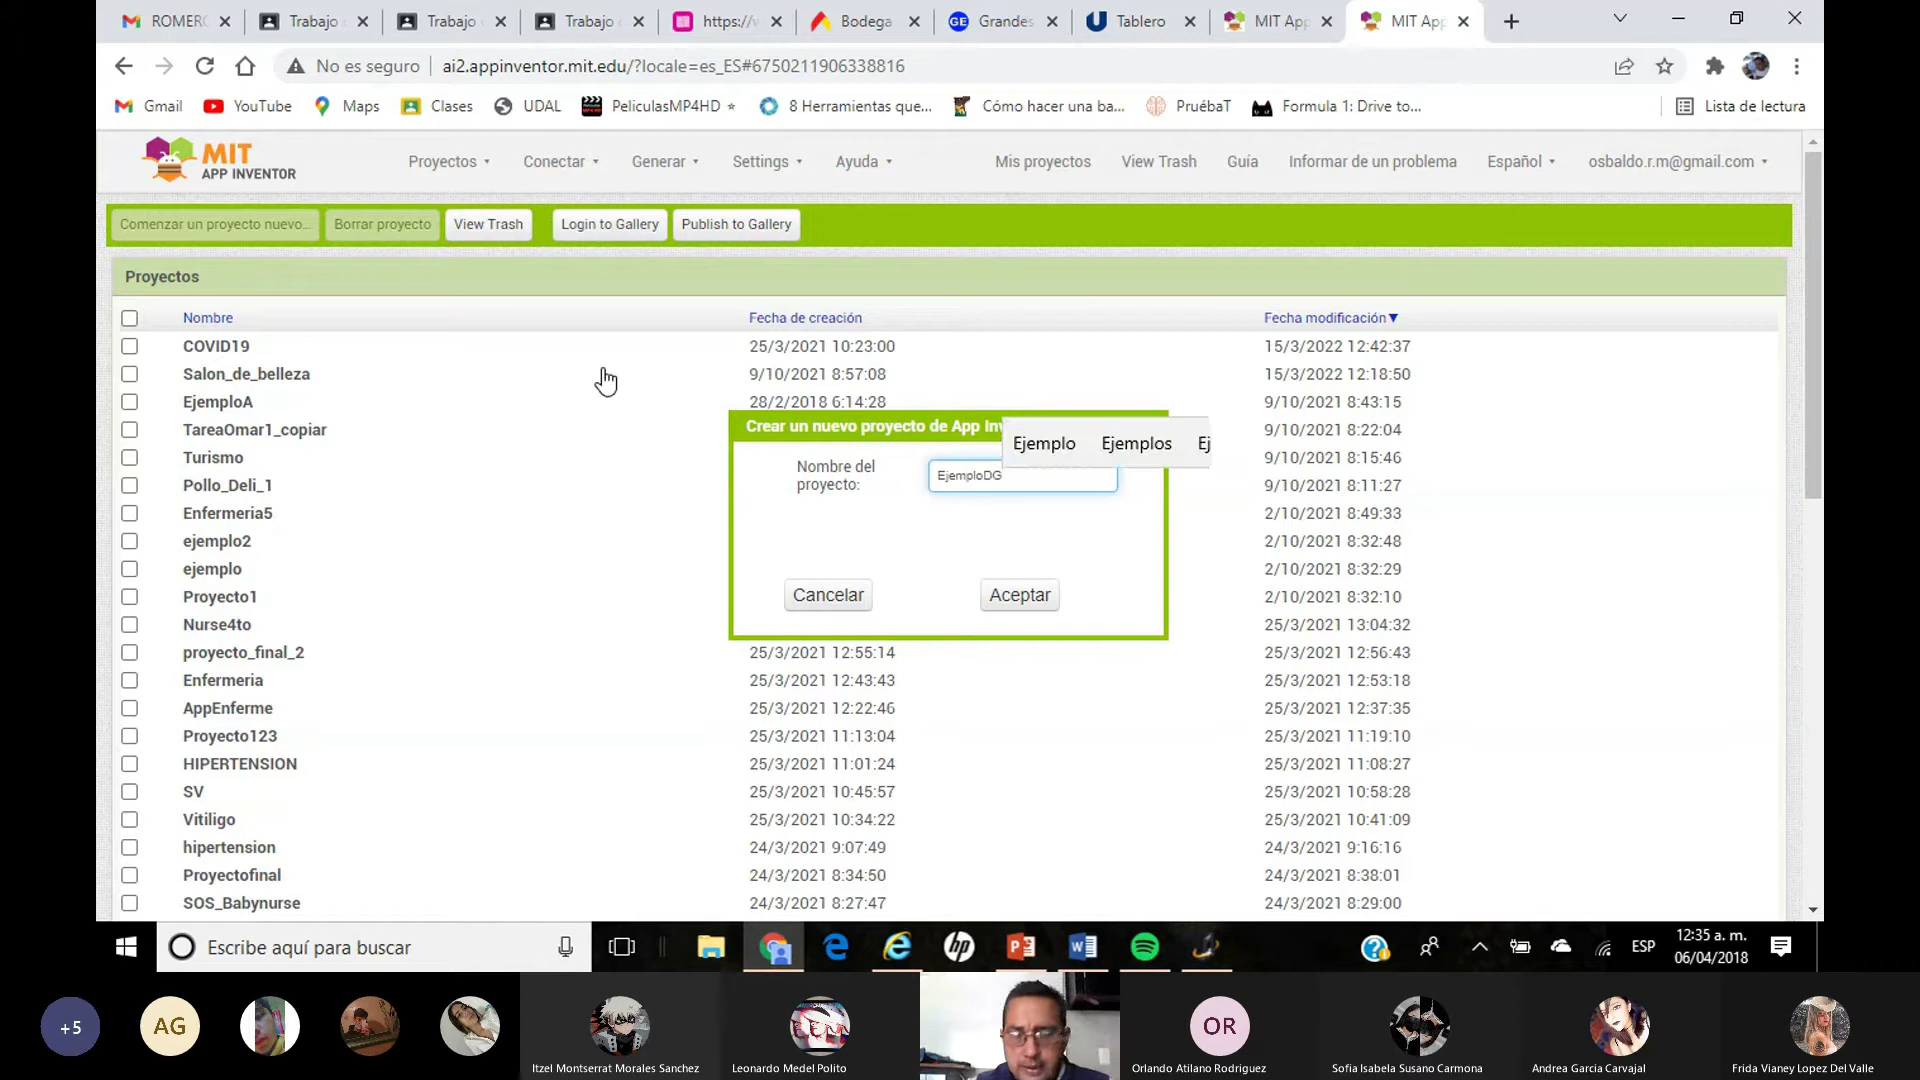 ROMERO
Trabajo
Trabajo
Trabajo
https://v
Bodega
GE
Grandes
Tablero
MIT App
MIT App
No es seguro
ai2.appinventor.mit.edu/?locale=es_ES#6750211906338816
Gmail
YouTube
Maps
Clases
UDAL
PeliculasMP4HD
8 Herramientas que...
Cómo hacer una ba...
PruébaT
Formula 1: Drive to...
Lista de lectura
MIT
APP INVENTOR
Proyectos
Conectar
Generar
Settings
Ayuda
Mis proyectos
View Trash
Guía
Informar de un problema
Español
osbaldo.r.m@gmail.com
Comenzar un proyecto nuevo...
Borrar proyecto
View Trash
Login to Gallery
Publish to Gallery
Proyectos
Nombre Fecha de creación Fecha modificación▼
COVID19 25/3/2021 10:23:00 15/3/2022 12:42:37
Salon_de_belleza 9/10/2021 8:57:08 15/3/2022 12:18:50
EjemploA 28/2/2018 6:14:28 9/10/2021 8:43:15
TareaOmar1_copiar 9/10/2021 8:22:04
Turismo 9/10/2021 8:15:46
Pollo_Deli_1 9/10/2021 8:11:27
Enfermeria5 2/10/2021 8:49:33
ejemplo2 2/10/2021 8:32:48
ejemplo 2/10/2021 8:32:29
Proyecto1 2/10/2021 8:32:10
Nurse4to 25/3/2021 13:04:32
proyecto_final_2 25/3/2021 12:55:14 25/3/2021 12:56:43
Enfermeria 25/3/2021 12:43:43 25/3/2021 12:53:18
AppEnferme 25/3/2021 12:22:46 25/3/2021 12:37:35
Proyecto123 25/3/2021 11:13:04 25/3/2021 11:19:10
HIPERTENSION 25/3/2021 11:01:24 25/3/2021 11:08:27
SV 25/3/2021 10:45:57 25/3/2021 10:58:28
Vitiligo 25/3/2021 10:34:22 25/3/2021 10:41:09
hipertension 24/3/2021 9:07:49 24/3/2021 9:16:16
Proyectofinal 24/3/2021 8:34:50 24/3/2021 8:38:01
SOS_Babynurse 24/3/2021 8:27:47 24/3/2021 8:29:00
Crear un nuevo proyecto de App Inv
Ejemplo Ejemplos Ej
Nombre del
proyecto:
EjemploDG
Cancelar
Aceptar
Escribe aquí para buscar
hp
ESP
12:35 a. m.
06/04/2018
+5
AG
OR
Itzel Montserrat Morales Sanchez
Leonardo Medel Polito
Orlando Atilano Rodriguez
Sofia Isabela Susano Carmona
Andrea Garcia Carvajal
Frida Vianey Lopez Del Valle